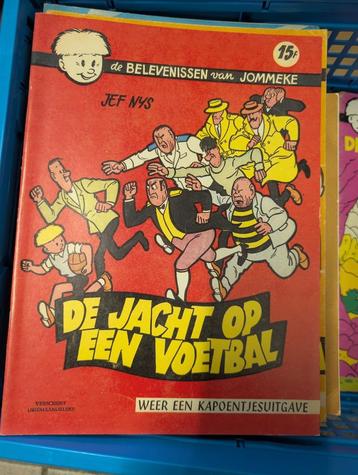 15F
de BELEVENISSEN van JOMMEKE
JEF NYS
DE JACHT OP
EEN VOETBAL
WEER EEN KAPOENTJESUITGAVE
D